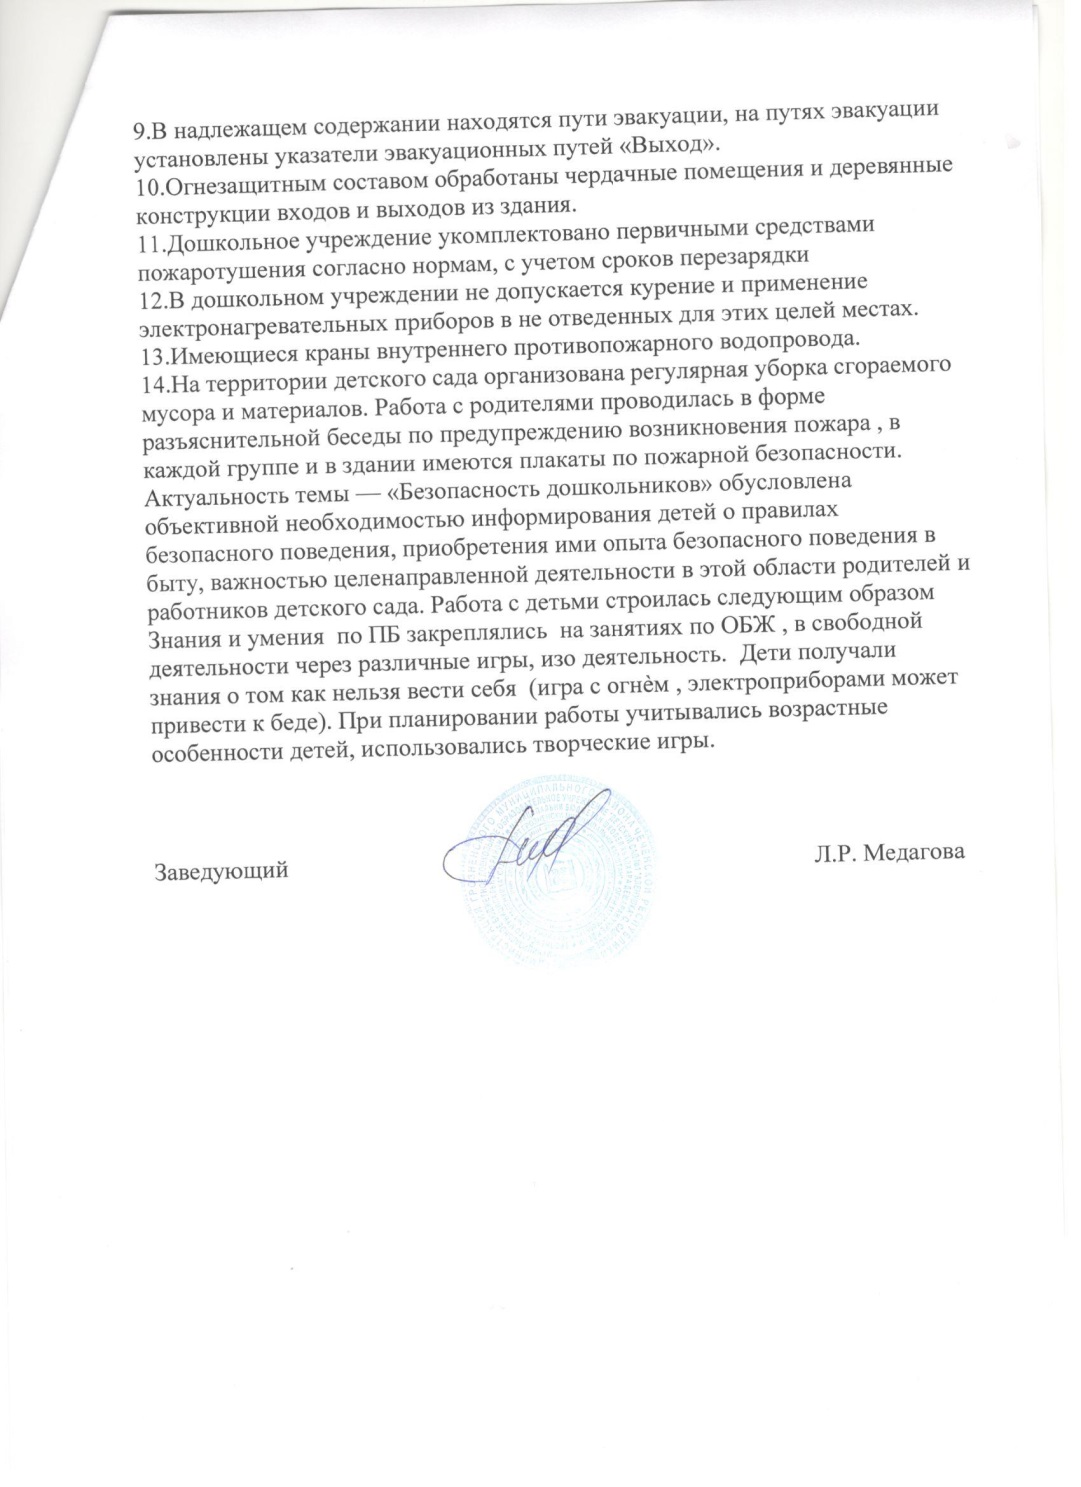 9.В надлежащем содержании находятся пути эвакуации, на путях эвакуации
установлены указатели эвакуационных путей «Выход».
10.Огнезащитным составом обработаны чердачные помещения и деревянные
конструкции входов и выходов из здания.
11.Дошкольное учреждение укомплектовано первичными средствами
пожаротушения согласно нормам, с учетом сроков перезарядки
12.В дошкольном учреждении не допускается курение и применение
электронагревательных приборов в не отведенных для этих целей местах.
13.Имеющиеся краны внутреннего противопожарного водопровода.
14.На территории детского сада организована регулярная уборка сгораемого
мусора и материалов. Работа с родителями проводилась в форме
разъяснительной беседы по предупреждению возникновения пожара , в
каждой группе и в здании имеются плакаты по пожарной безопасности.
Актуальность темы — «Безопасность дошкольников» обусловлена
объективной необходимостью информирования детей о правилах
безопасного поведения, приобретения ими опыта безопасного поведения в
быту, важностью целенаправленной деятельности в этой области родителей и
работников детского сада. Работа с детьми строилась следующим образом
Знания и умения  по ПБ закреплялись  на занятиях по ОБЖ , в свободной
деятельности через различные игры, изо деятельность.  Дети получали
знания о том как нельзя вести себя  (игра с огнѐм , электроприборами может
привести к беде). При планировании работы учитывались возрастные
особенности детей, использовались творческие игры.
Заведующий
Л.Р. Медагова